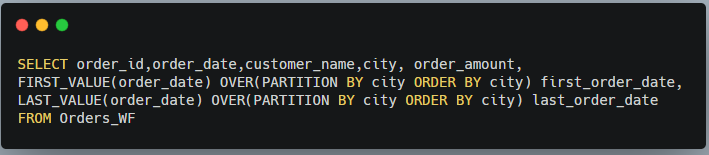 SELECT order_id,order_date,customer_name,city, order_amount,
FIRST_VALUE(order_date) OVER(PARTITION BY city ORDER BY city) first_order_date,
LAST_VALUE(order_date) OVER(PARTITION BY city ORDER BY city) last_order_date
FROM Orders_WF